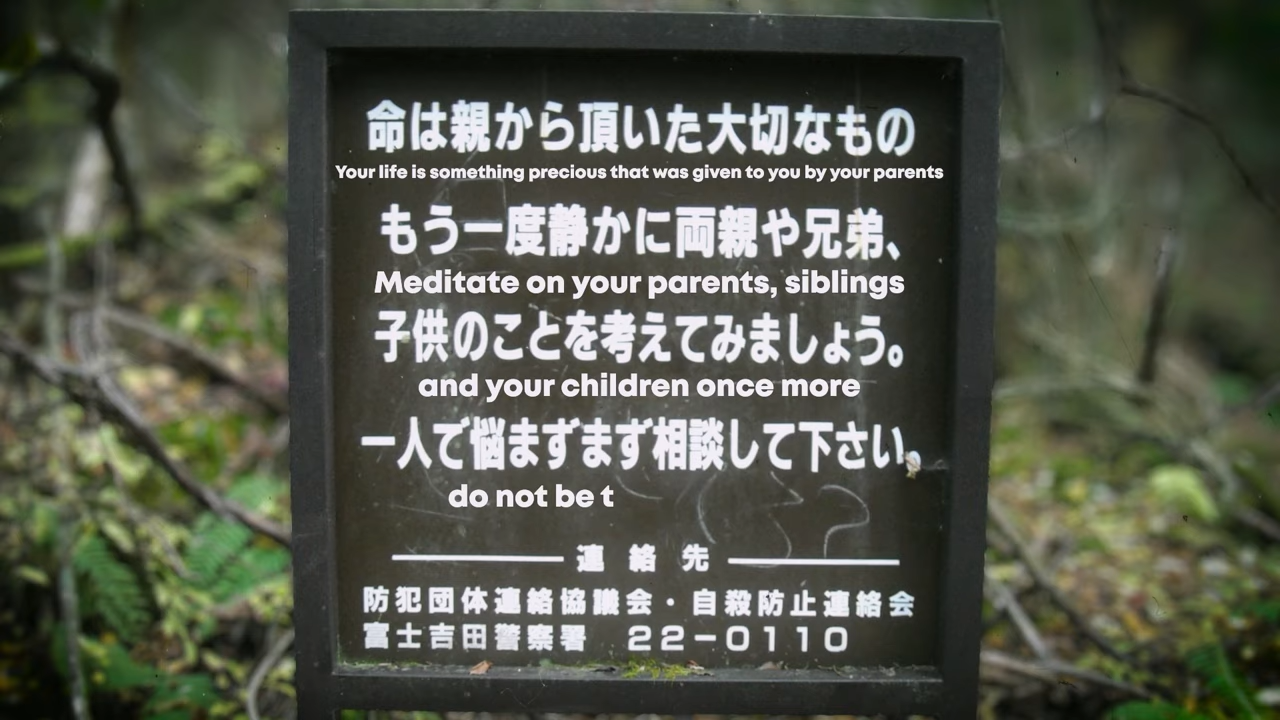 命は親から頂いた大切なもの
Your life is something precious that was given to you by your parents
もう一度静かに両親や兄弟、
Meditate on your parents, siblings
子供のことを考えてみましょう。
and your children once more
一人で悩まずまず相談して下さい。
do not be t
連絡先
防犯団体連絡協議会・自殺防止連絡会
富士吉田警察署 22-0110